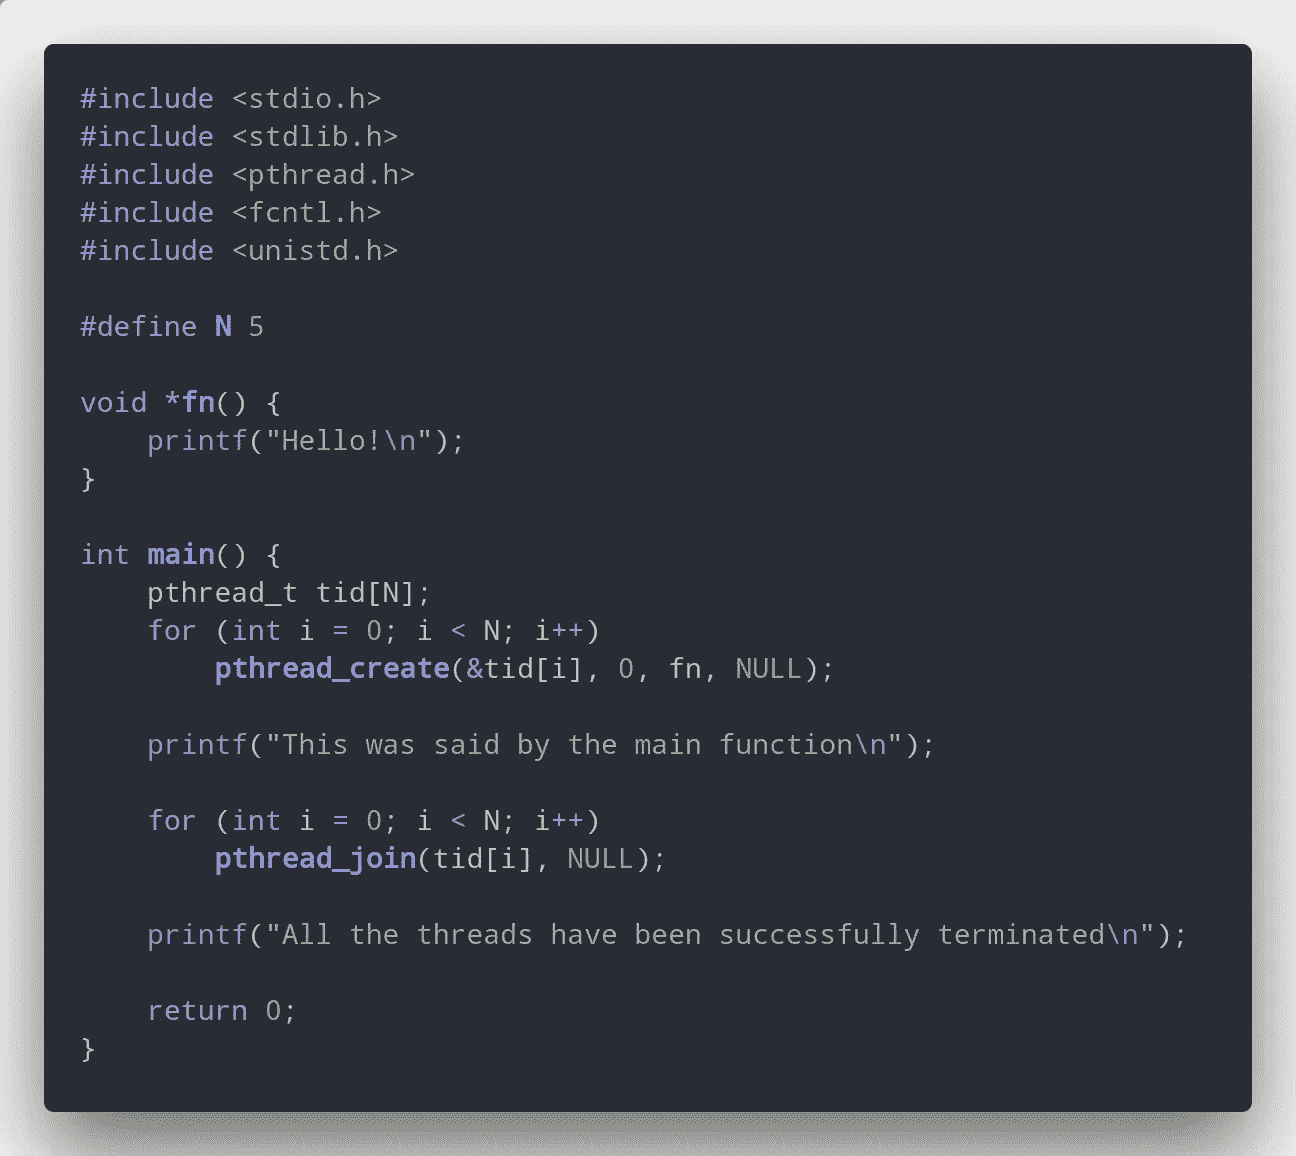 #include <stdio.h>
#include <stdlib.h>
#include <pthread.h>
#include <fcntl.h>
#include <unistd.h>

#define N 5

void *fn() {
    printf("Hello!\n");
}

int main() {
    pthread_t tid[N];
    for (int i = 0; i < N; i++)
        pthread_create(&tid[i], 0, fn, NULL);

    printf("This was said by the main function\n");

    for (int i = 0; i < N; i++)
        pthread_join(tid[i], NULL);

    printf("All the threads have been successfully terminated\n");

    return 0;
}